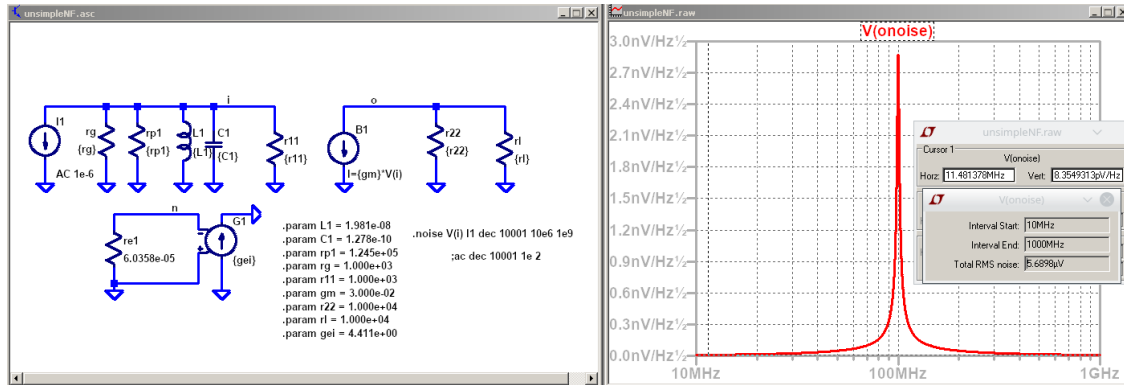 unsimpleNF.asc
i
o
I1
rg
{rg}
rp1
{rp1}
L1
{L1}
C1
{C1}
r11
{r11}
B1
r22
{r22}
rl
{rl}
AC 1e-6
I={gm}*V(i)
n
G1
re1
6.0358e-05
{gei}
.param L1 = 1.981e-08
.param C1 = 1.278e-10
.param rp1 = 1.245e+05
.param rg = 1.000e+03
.param r11 = 1.000e+03
.param gm = 3.000e-02
.param r22 = 1.000e+04
.param rl = 1.000e+04
.param gei = 4.411e+00
.noise V(i) I1 dec 10001 10e6 1e9
;ac dec 10001 1e 2
unsimpleNF.raw
V(onoise)
3.0nV/Hz½
2.7nV/Hz½
2.4nV/Hz½
2.1nV/Hz½
1.8nV/Hz½
1.5nV/Hz½
1.2nV/Hz½
0.9nV/Hz½
0.6nV/Hz½
0.3nV/Hz½
0.0nV/Hz½
10MHz
100MHz
1GHz
unsimpleNF.raw
Cursor 1
V(onoise)
Horz: 11.481378MHz Vert: 8.3549313pV/Hz
V(onoise)
Interval Start: 10MHz
Interval End: 1000MHz
Total RMS noise: 5.6898µV